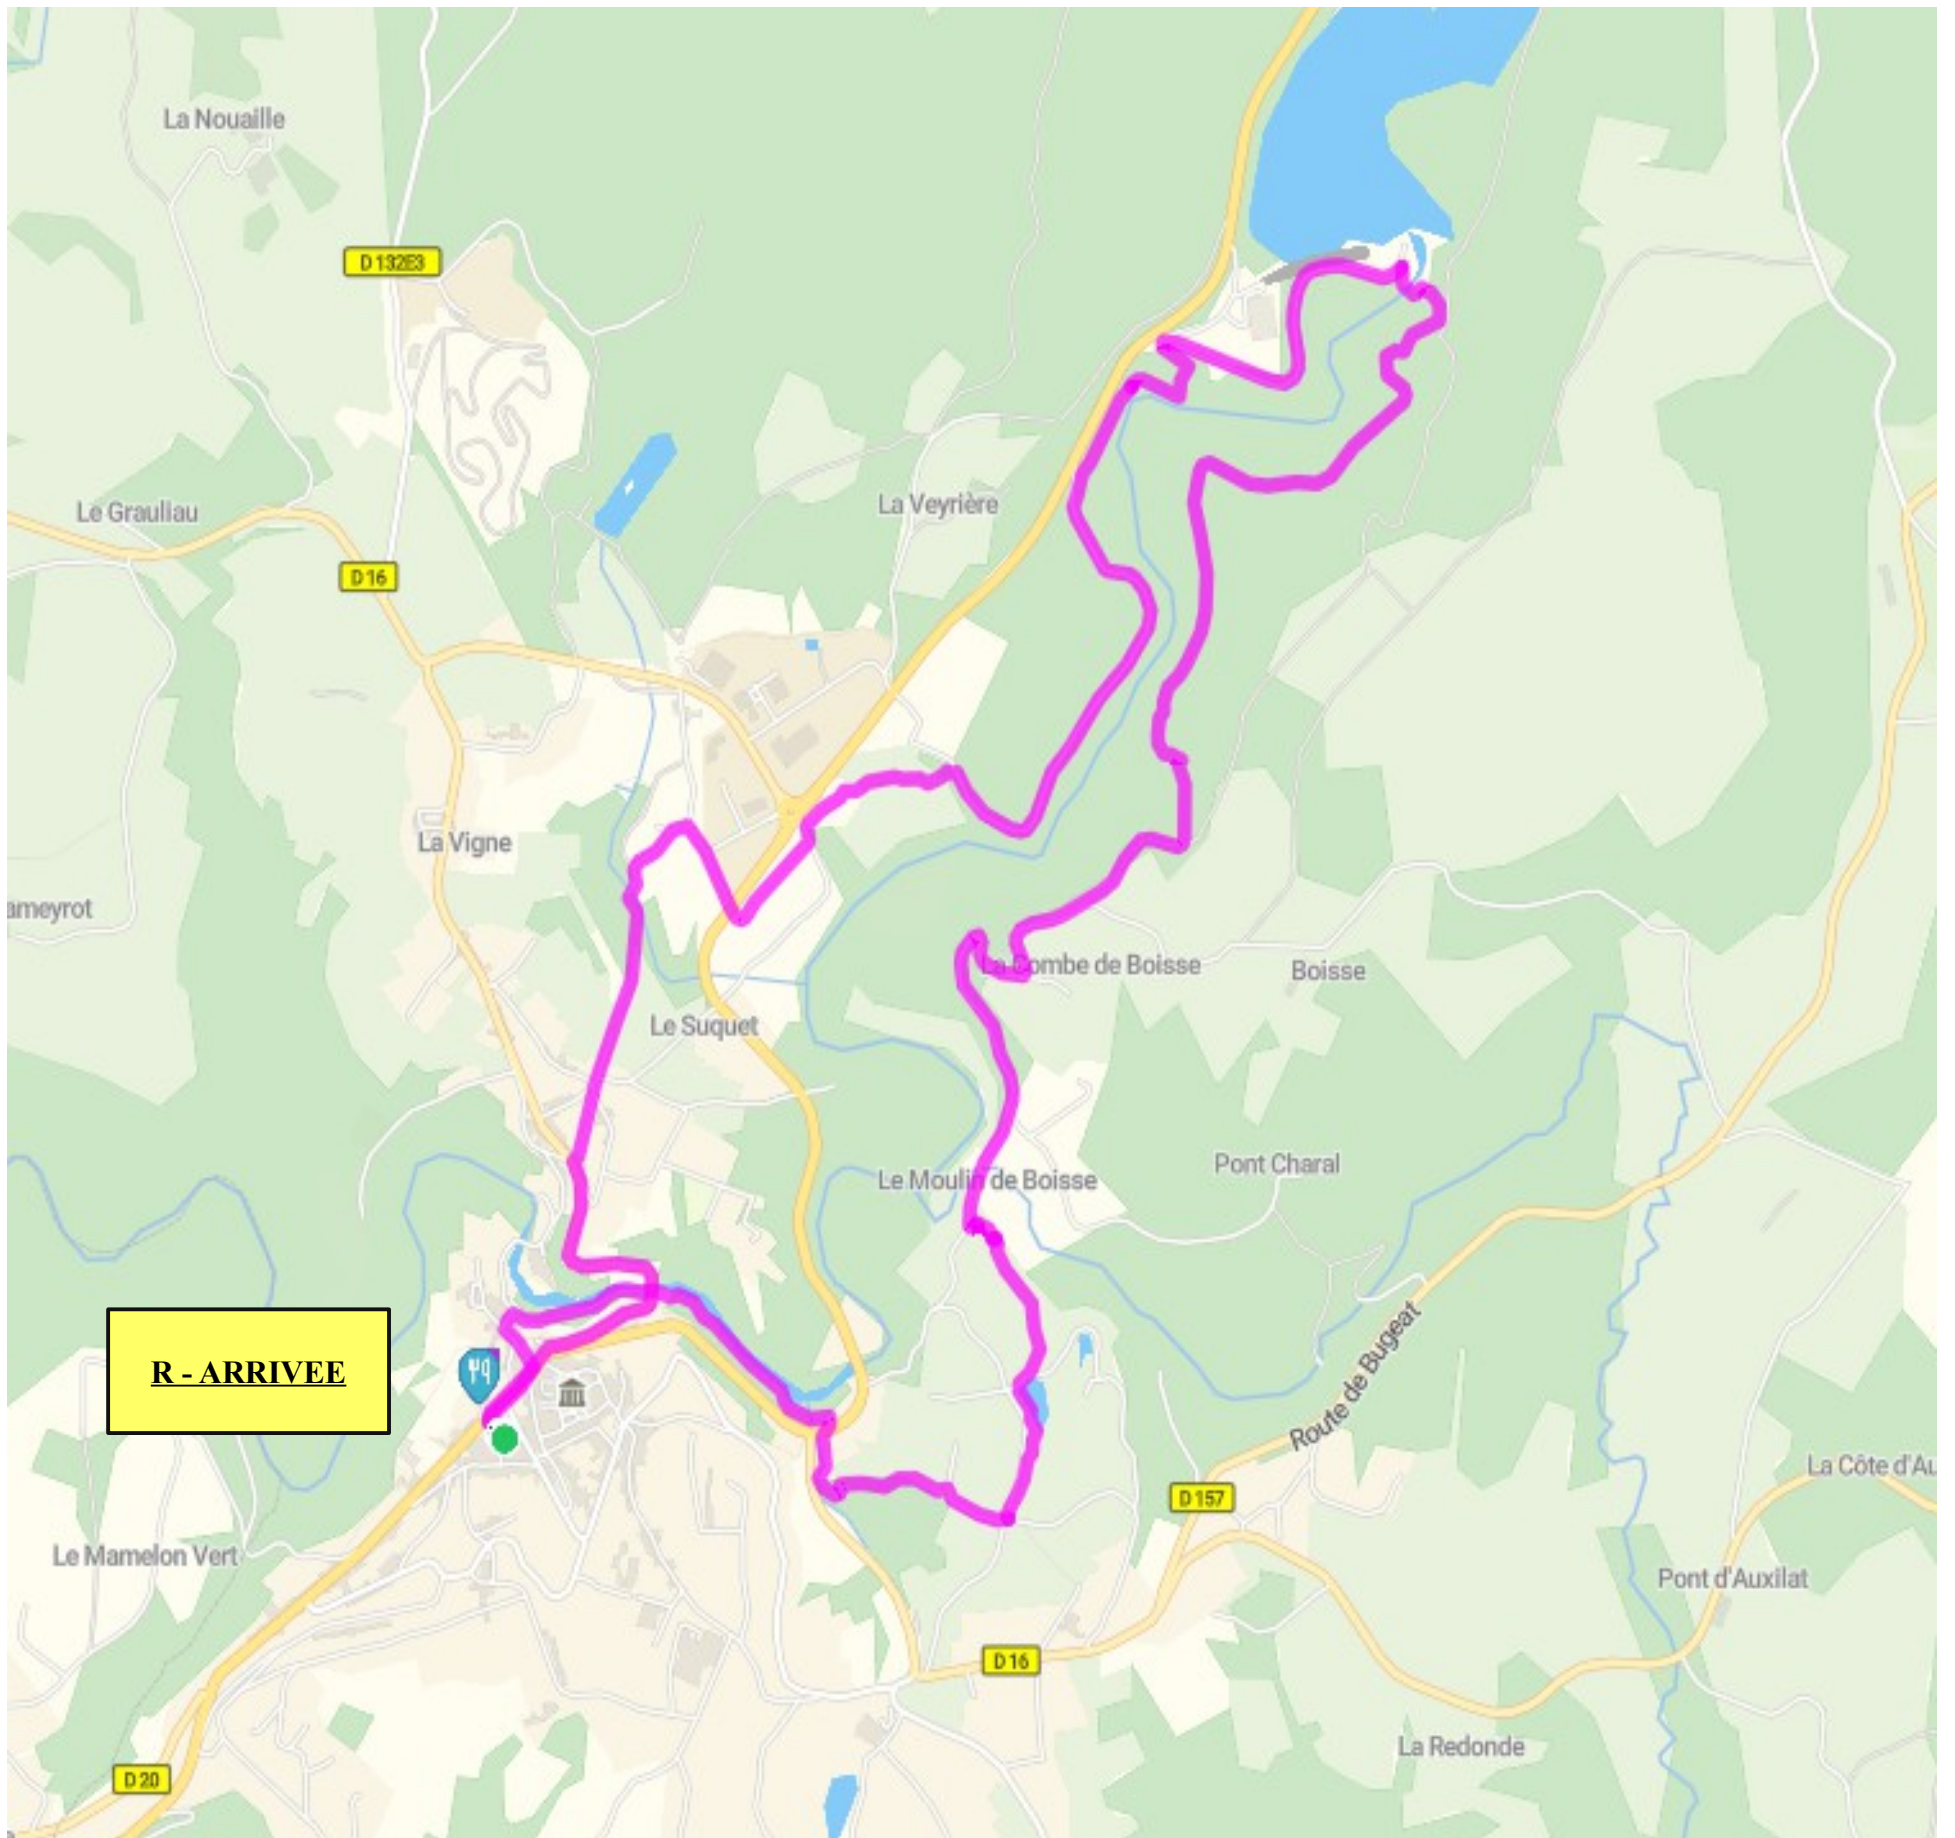 La Nouaille
D 132E3
La Veyrière
Le Grauliau
D 16
La Vigne
ameyrot
La Combe de Boisse
Boisse
Le Suquet
Pont Charal
Le Moulin de Boisse
R - ARRIVEE
Route de Bugeat
La Côte d'Au
D 157
Le Mamelon Vert
Pont d'Auxilat
D 16
La Redonde
D 20